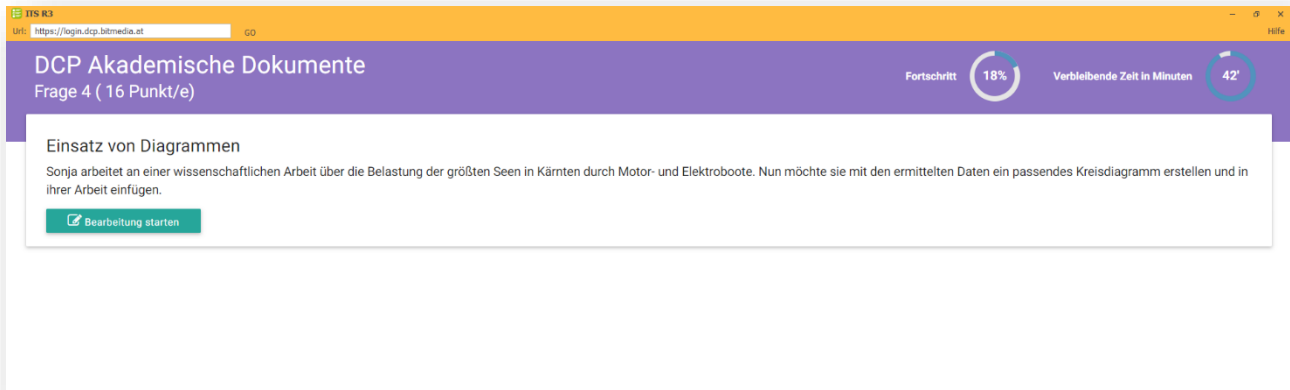 ITS R3
Url: https://login.dcp.bitmedia.at GO Hilfe
DCP Akademische Dokumente
Frage 4 ( 16 Punkt/e)
Fortschritt 18% Verbleibende Zeit in Minuten 42'
Einsatz von Diagrammen
Sonja arbeitet an einer wissenschaftlichen Arbeit über die Belastung der größten Seen in Kärnten durch Motor- und Elektroboote. Nun möchte sie mit den ermittelten Daten ein passendes Kreisdiagramm erstellen und in
ihrer Arbeit einfügen.
Bearbeitung starten